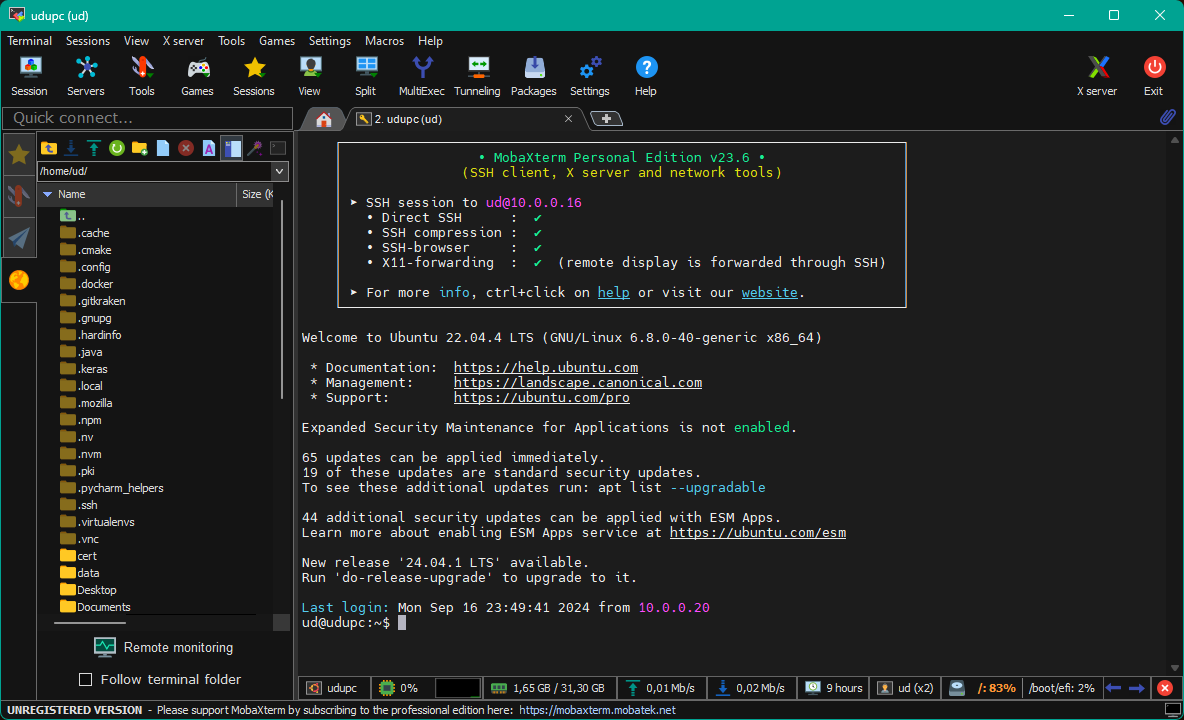 udupc (ud)
Terminal Sessions View X server Tools Games Settings Macros Help
Session Servers Tools Games Sessions View Split MultiExec Tunneling Packages Settings Help X server Exit
Quick connect...
2. udupc (ud)
/home/ud/
Name Size (K
..
.cache
.cmake
.config
.docker
.gitkraken
.gnupg
.hardinfo
.java
.keras
.local
.mozilla
.npm
.nv
.nvm
.pki
.pycharm_helpers
.ssh
.virtualenvs
.vnc
cert
data
Desktop
Documents
Remote monitoring
Follow terminal folder
• MobaXterm Personal Edition v23.6 •
(SSH client, X server and network tools)
➤ SSH session to ud@10.0.0.16
• Direct SSH : ✔
• SSH compression : ✔
• SSH-browser : ✔
• X11-forwarding : ✔ (remote display is forwarded through SSH)
➤ For more info, ctrl+click on help or visit our website.
Welcome to Ubuntu 22.04.4 LTS (GNU/Linux 6.8.0-40-generic x86_64)
* Documentation: https://help.ubuntu.com
* Management: https://landscape.canonical.com
* Support: https://ubuntu.com/pro
Expanded Security Maintenance for Applications is not enabled.
65 updates can be applied immediately.
19 of these updates are standard security updates.
To see these additional updates run: apt list --upgradable
44 additional security updates can be applied with ESM Apps.
Learn more about enabling ESM Apps service at https://ubuntu.com/esm
New release '24.04.1 LTS' available.
Run 'do-release-upgrade' to upgrade to it.
Last login: Mon Sep 16 23:49:41 2024 from 10.0.0.20
ud@udupc:~$
udupc 0% 1,65 GB / 31,30 GB 0,01 Mb/s 0,02 Mb/s 9 hours ud (x2) /: 83% /boot/efi: 2%
UNREGISTERED VERSION - Please support MobaXterm by subscribing to the professional edition here: https://mobaxterm.mobatek.net